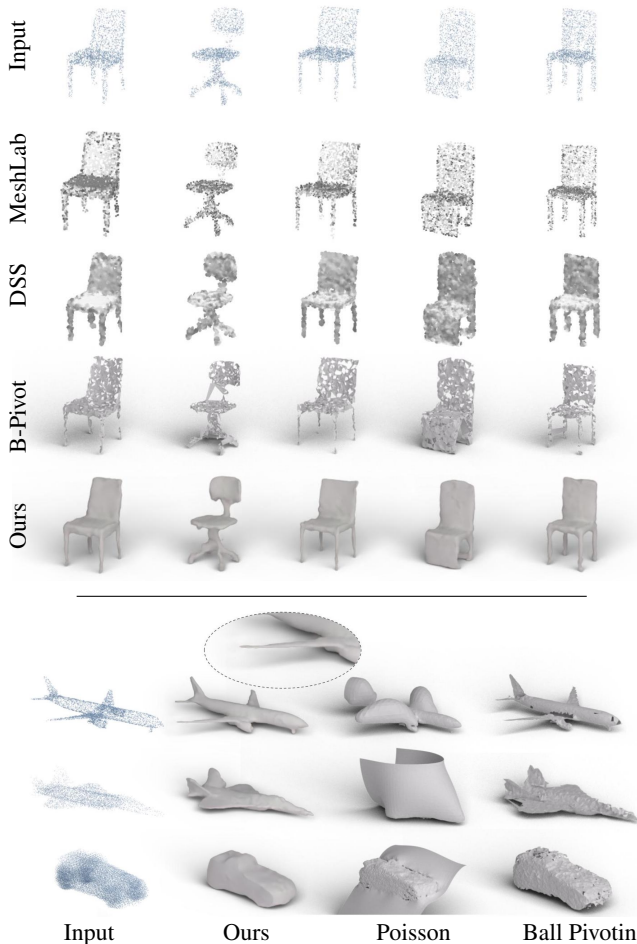 Input
MeshLab
DSS
B-Pivot
Ours
Input Ours Poisson Ball Pivotin